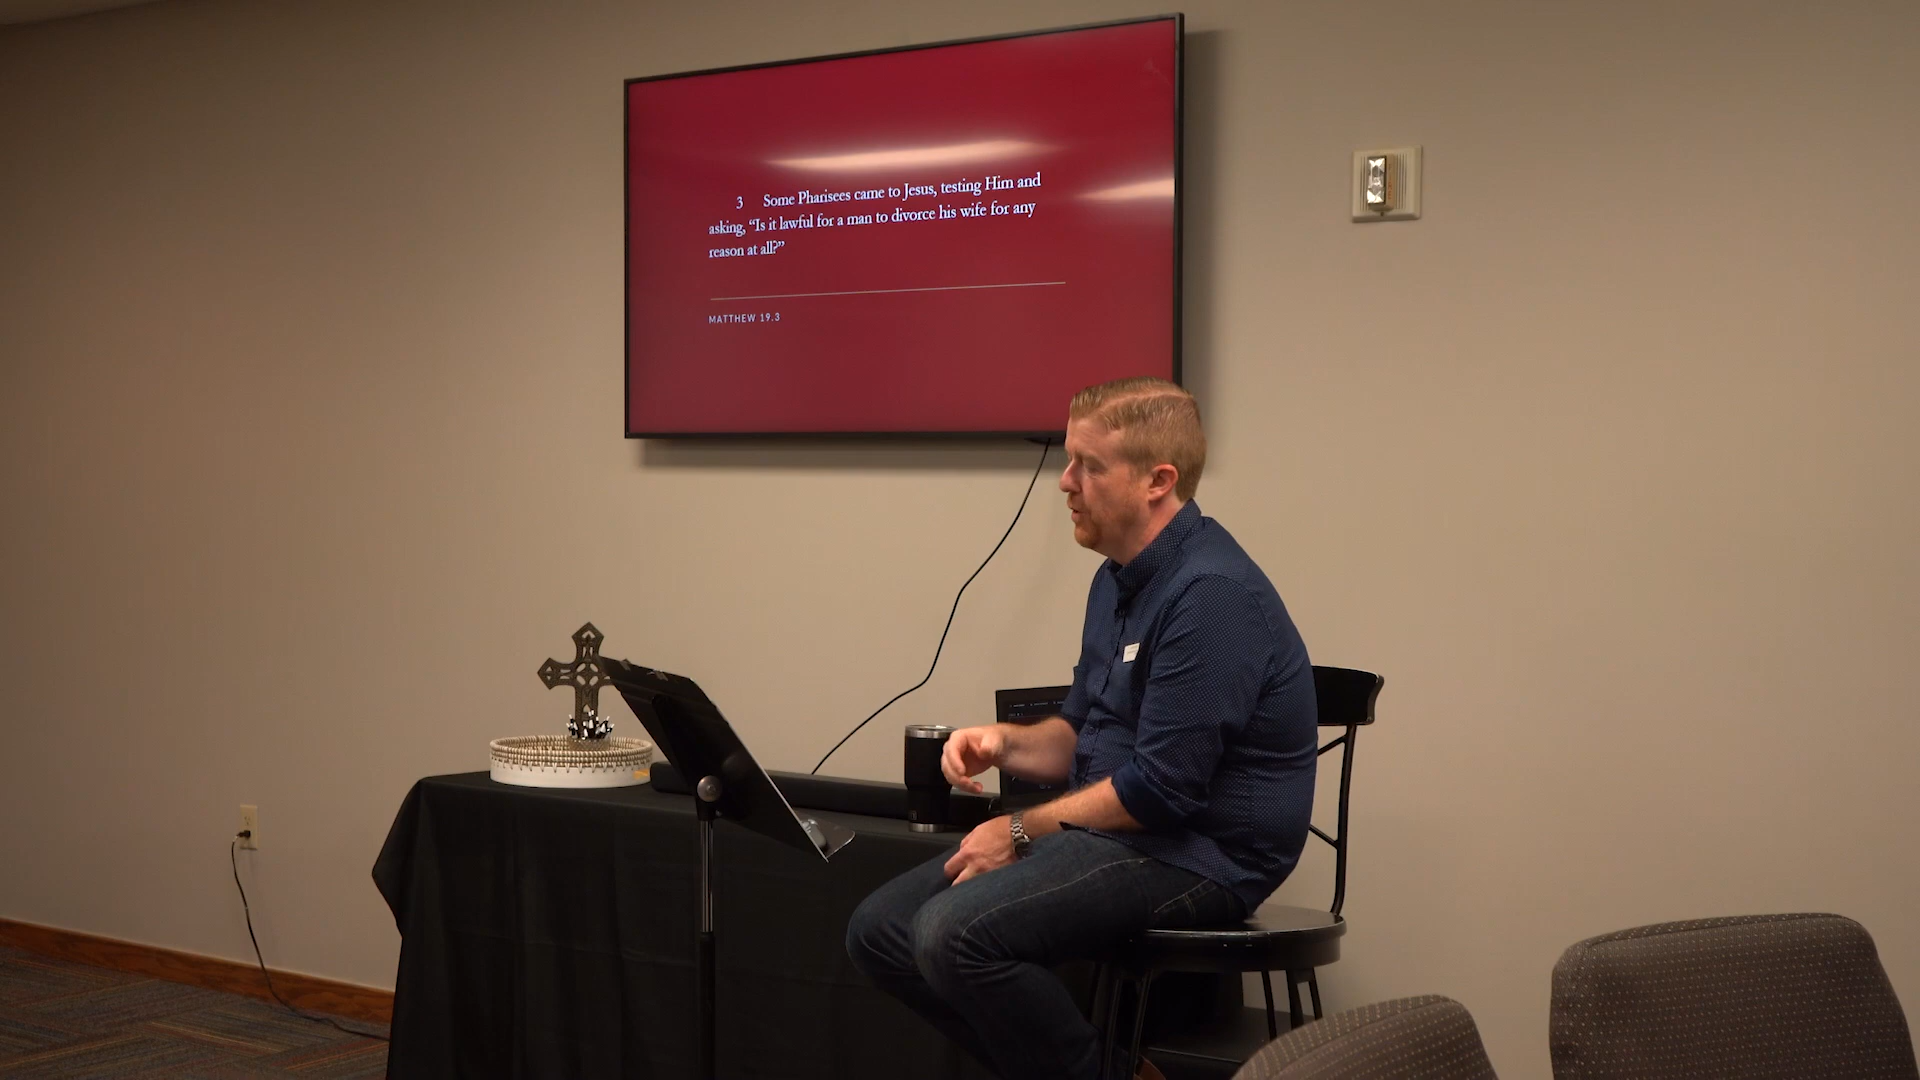 3 Some Pharisees came to Jesus, testing Him and
asking, “Is it lawful for a man to divorce his wife for any
reason at all?”
MATTHEW 19.3